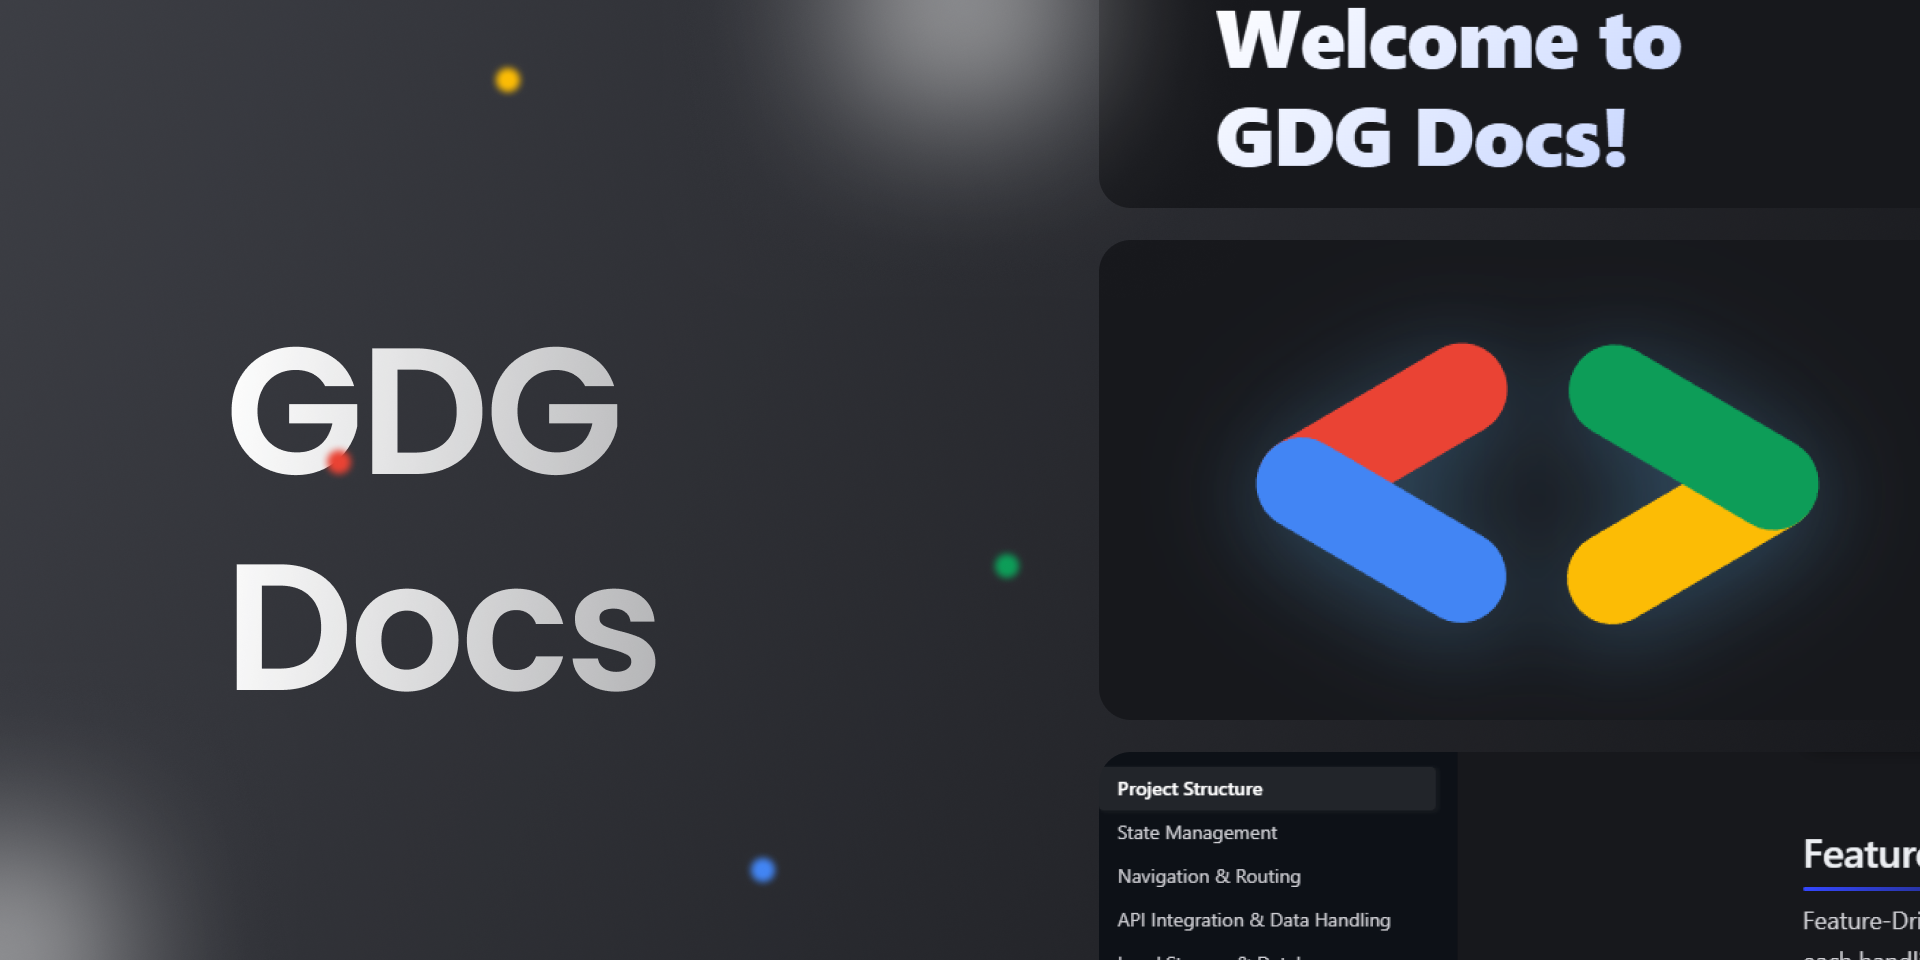 GDG
Docs
Welcome to
GDG Docs!
Project Structure
State Management
Navigation & Routing
API Integration & Data Handling